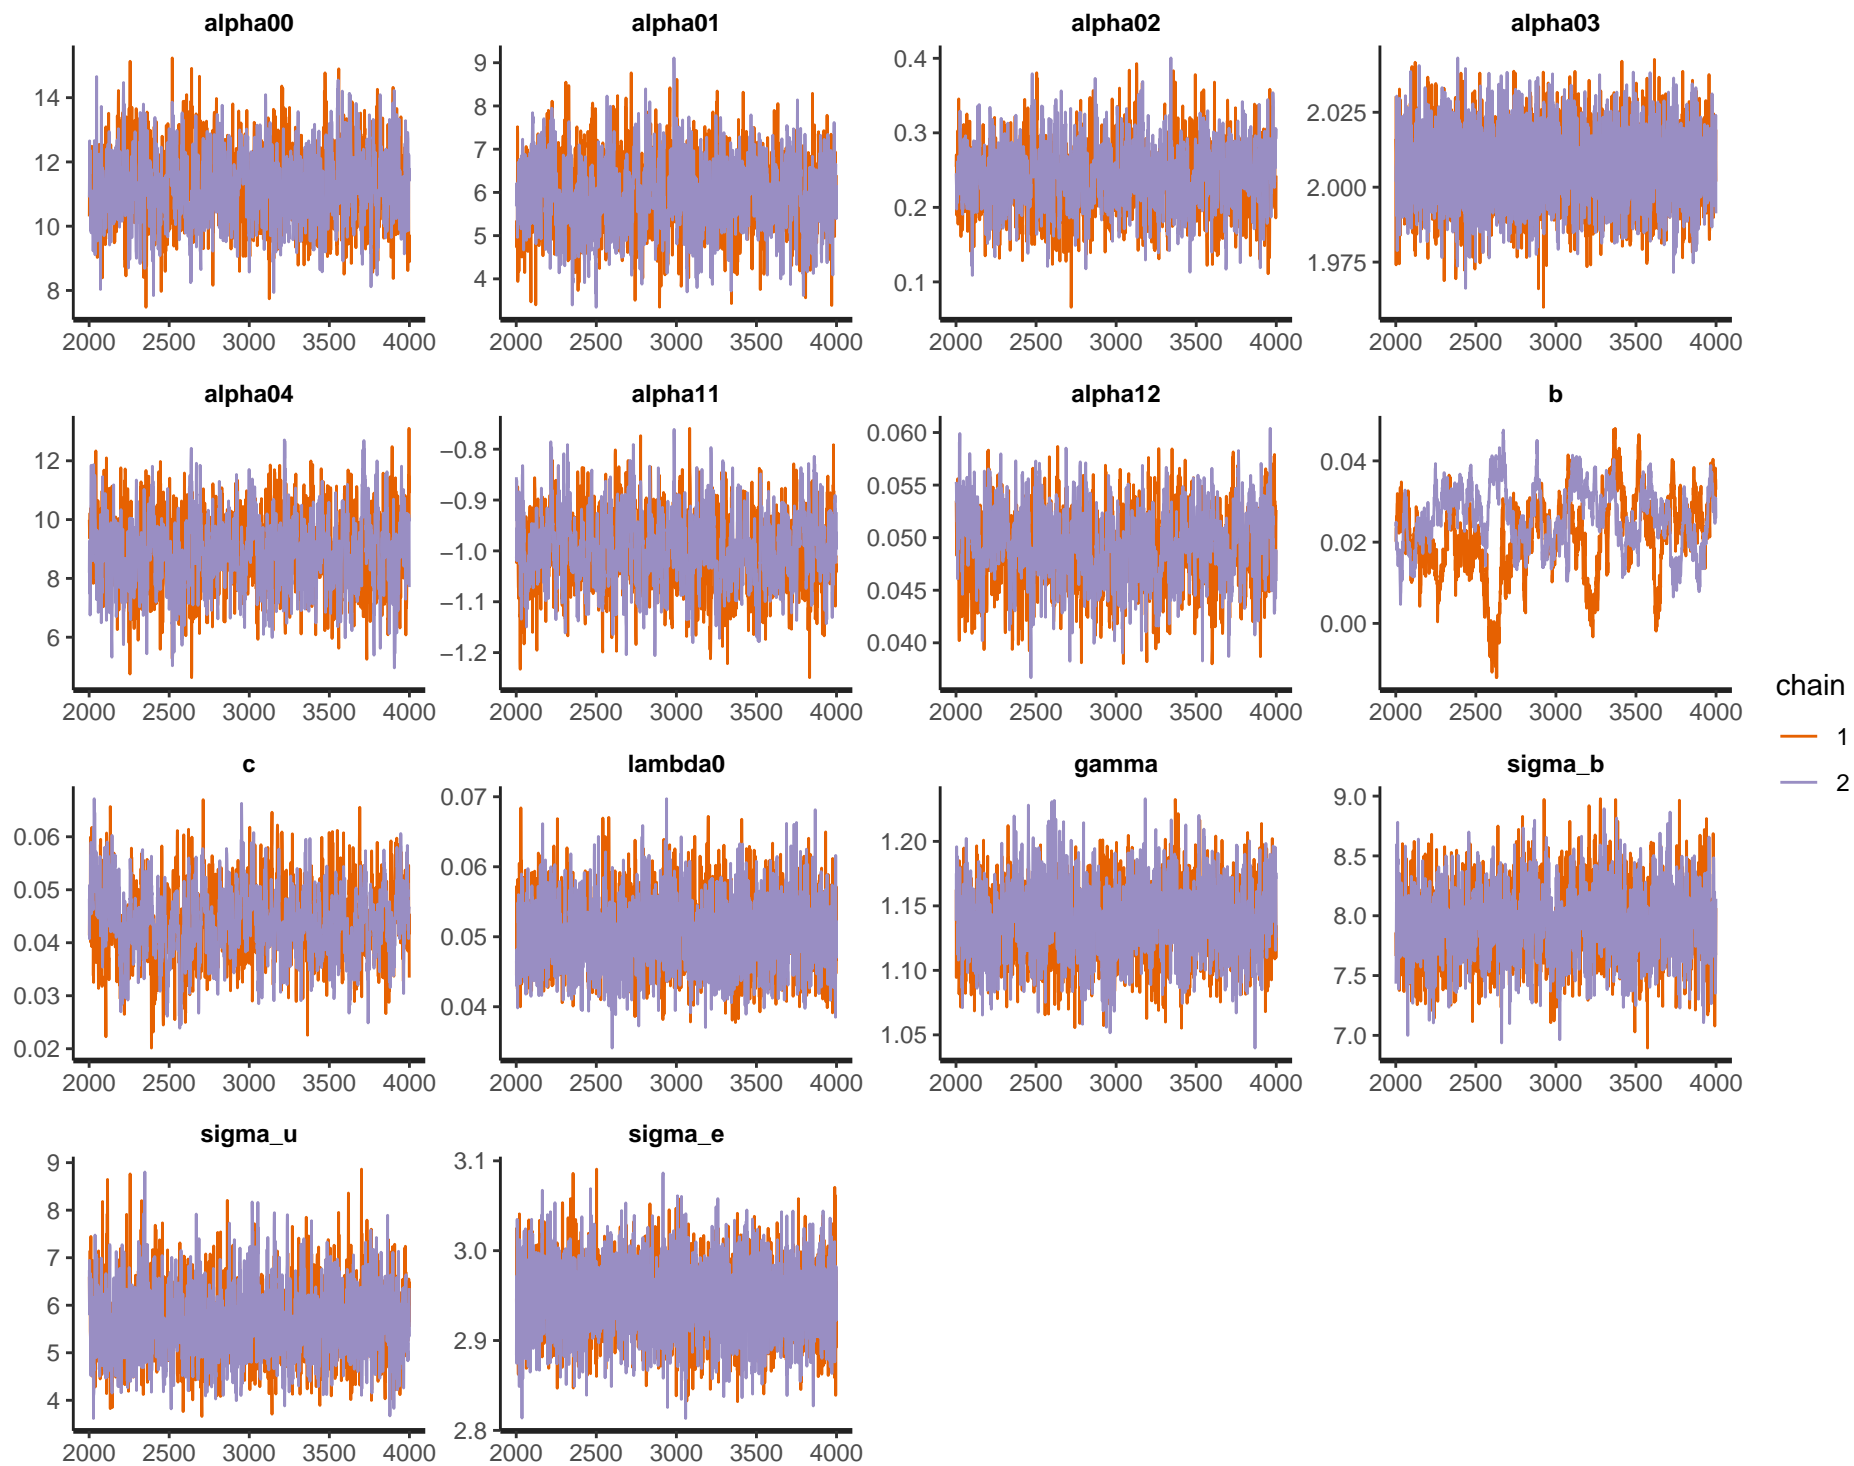 alpha00 alpha01 alpha02 alpha03
14 12 10 8
9 8 7 6 5 4
0.4 0.3 0.2 0.1
2.025 2.000 1.975
2000 2500 3000 3500 4000 2000 2500 3000 3500 4000 2000 2500 3000 3500 4000 2000 2500 3000 3500 4000
alpha04 alpha11 alpha12 b
12 10 8 6
−0.8 −0.9 −1.0 −1.1 −1.2
0.060 0.055 0.050 0.045 0.040
0.04 0.02 0.00
2000 2500 3000 3500 4000 2000 2500 3000 3500 4000 2000 2500 3000 3500 4000 2000 2500 3000 3500 4000
chain
1
2
c lambda0 gamma sigma_b
0.06 0.05 0.04 0.03 0.02
0.07 0.06 0.05 0.04
1.20 1.15 1.10 1.05
9.0 8.5 8.0 7.5 7.0
2000 2500 3000 3500 4000 2000 2500 3000 3500 4000 2000 2500 3000 3500 4000 2000 2500 3000 3500 4000
sigma_u sigma_e
9 8 7 6 5 4
3.1 3.0 2.9 2.8
2000 2500 3000 3500 4000 2000 2500 3000 3500 4000